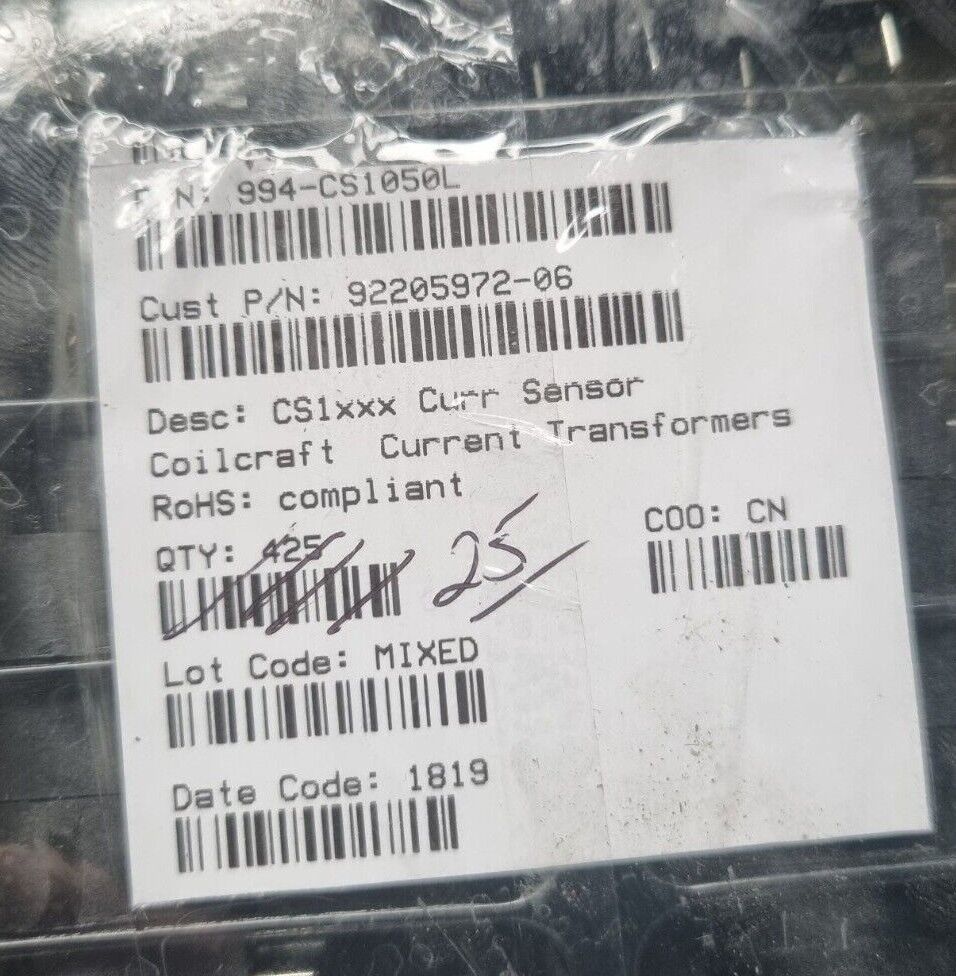 P/N: 994-CS1050L
Cust P/N: 92205972-06
Desc: CS1xxx Curr Sensor
Coilcraft Current Transformers
RoHS: compliant
QTY: 425 25
COO: CN
Lot Code: MIXED
Date Code: 1819